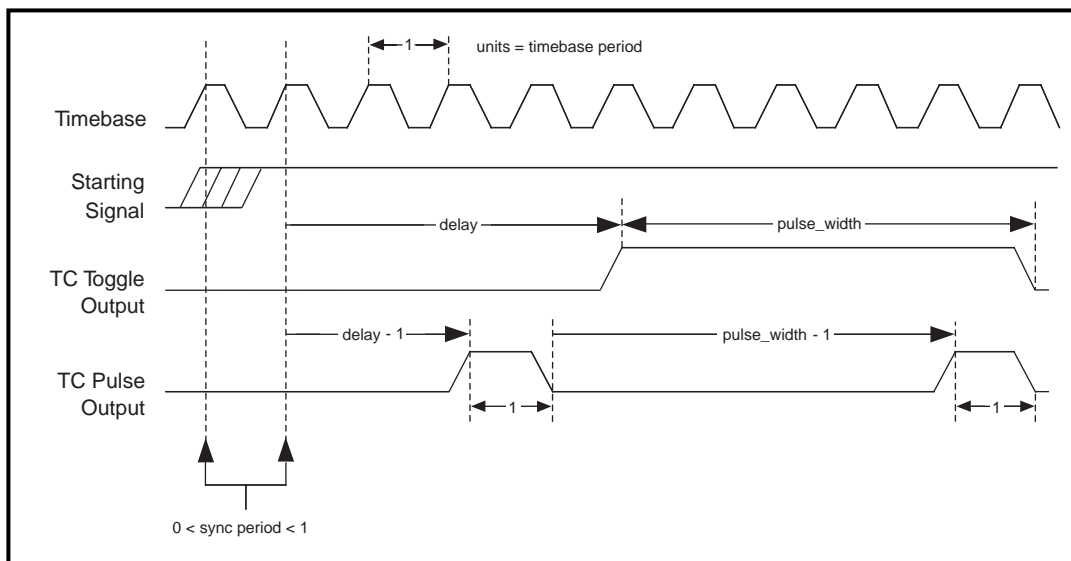 1
units = timebase period
Timebase
Starting
Signal
delay
pulse_width
TC Toggle
Output
delay - 1
pulse_width - 1
TC Pulse
Output
1
1
0 < sync period < 1